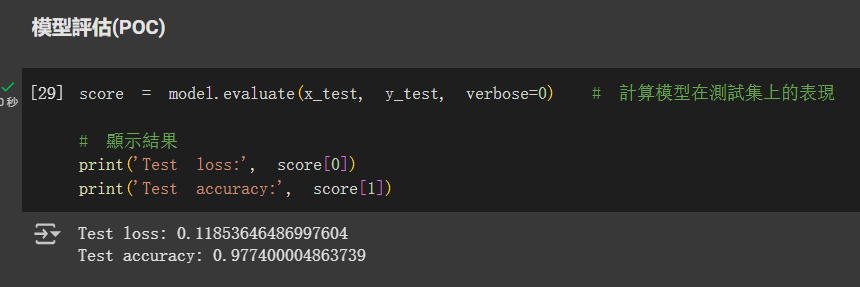 模型評估(POC)
[29] score = model.evaluate(x_test, y_test, verbose=0) # 計算模型在測試集上的表現
0 秒
# 顯示結果
print('Test loss:', score[0])
print('Test accuracy:', score[1])
Test loss: 0.11853646486997604
Test accuracy: 0.977400004863739